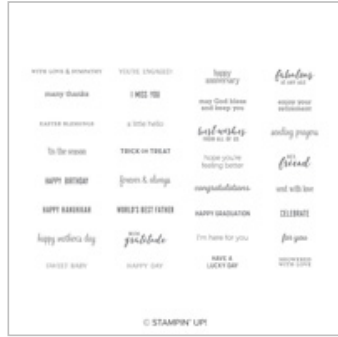 WITH LOVE & SYMPATHY
YOU'RE ENGAGED!
happy
anniversary
fabulous
many thanks
I MISS YOU
may God bless
and keep you
enjoy your
retirement
EASTER BLESSINGS
a little hello
best wishes
FROM ALL OF US
sending prayers
'tis the season
TRICK OR TREAT
hope you're
feeling better
friend
HAPPY BIRTHDAY
forever & always
congratulations
sent with love
HAPPY HANUKKAH
WORLD'S BEST FATHER
HAPPY GRADUATION
CELEBRATE
happy mother's day
WITH
gratitude
I'm here for you
for you
SWEET BABY
HAPPY DAY
HAVE A
LUCKY DAY
SHOWERED
WITH LOVE
© STAMPIN' UP!